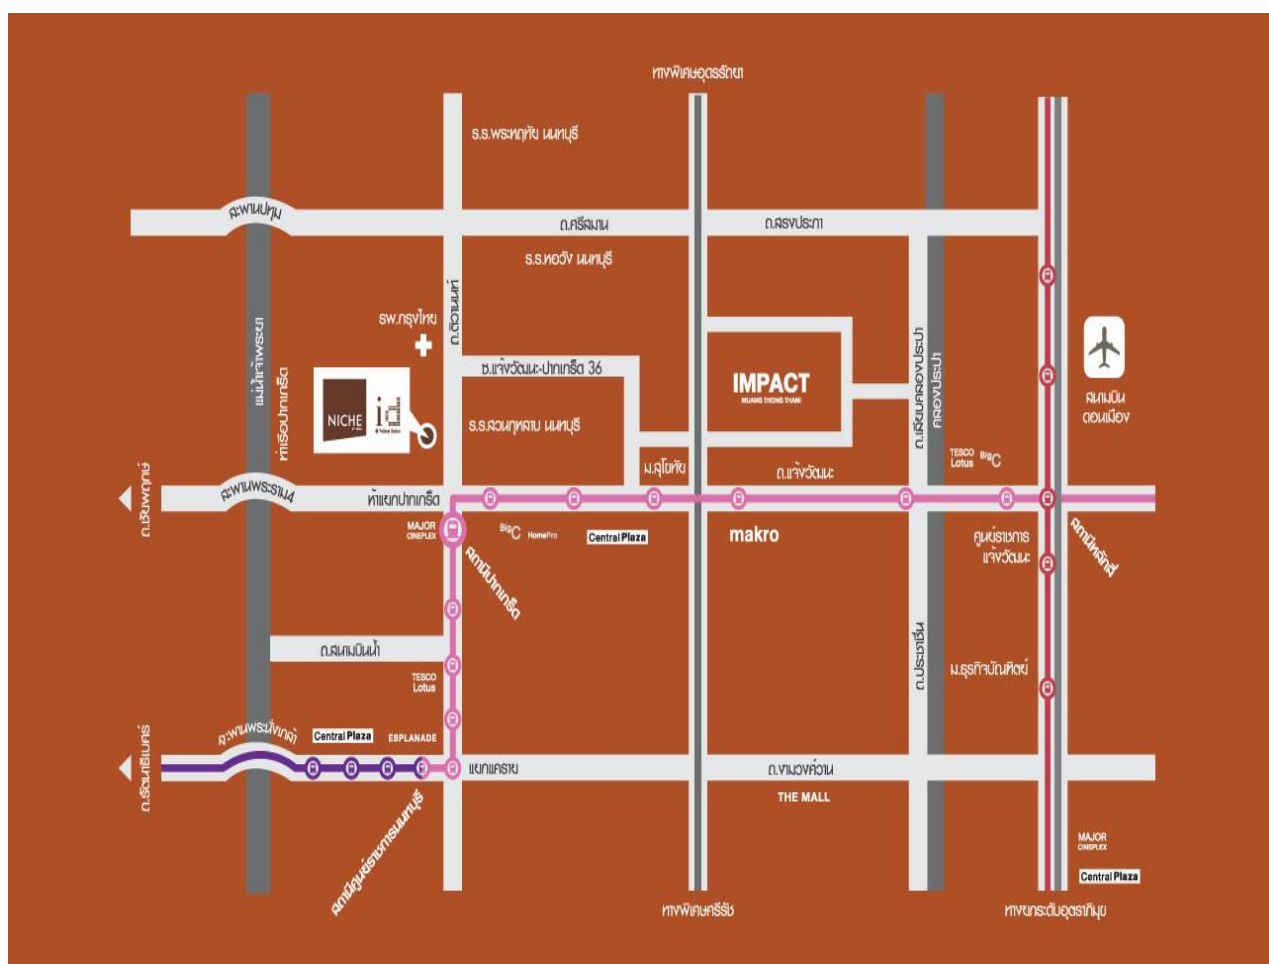 ทางพิเศษอุดรรัถยา
ร.ร.พระหฤทัย นนทบุรี
สะพานปทุม
ถ.ศรีสมาน
ถ.สรงประภา
ร.ร.หอวัง นนทบุรี
ถ.ติวานนท์
รพ.กรุงไทย
แม่น้ำเจ้าพระยา
ท่าเรือปากเกร็ด
ซ.แจ้งวัฒนะ-ปากเกร็ด 36
NICHE
id
ร.ร.สวนกุหลาบ นนทบุรี
IMPACT
MUANG THONG THANI
ถ.เลียบคลองประปา
คลองประปา
สนามบิน
ดอนเมือง
TESCO
Lotus
BigC
ม.สุโขทัย
ถ.แจ้งวัฒนะ
ถ.ชัยพฤกษ์
สะพานพระราม4
ห้าแยกปากเกร็ด
MAJOR
CINEPLEX
BigC
HomePro
Central Plaza
makro
ศูนย์ราชการ
แจ้งวัฒนะ
สถานีหลักสี่
สถานีปากเกร็ด
ถ.สนามบินน้ำ
TESCO
Lotus
ถ.ประชาชื่น
ม.ธุรกิจบัณฑิตย์
ถ.รัตนาธิเบศร์
สะพานพระนั่งเกล้า
Central Plaza
ESPLANADE
แยกแคราย
ถ.งามวงศ์วาน
THE MALL
สถานีศูนย์ราชการนนทบุรี
MAJOR
CINEPLEX
Central Plaza
ทางพิเศษศรีรัช
ทางยกระดับอุตราภิมุข